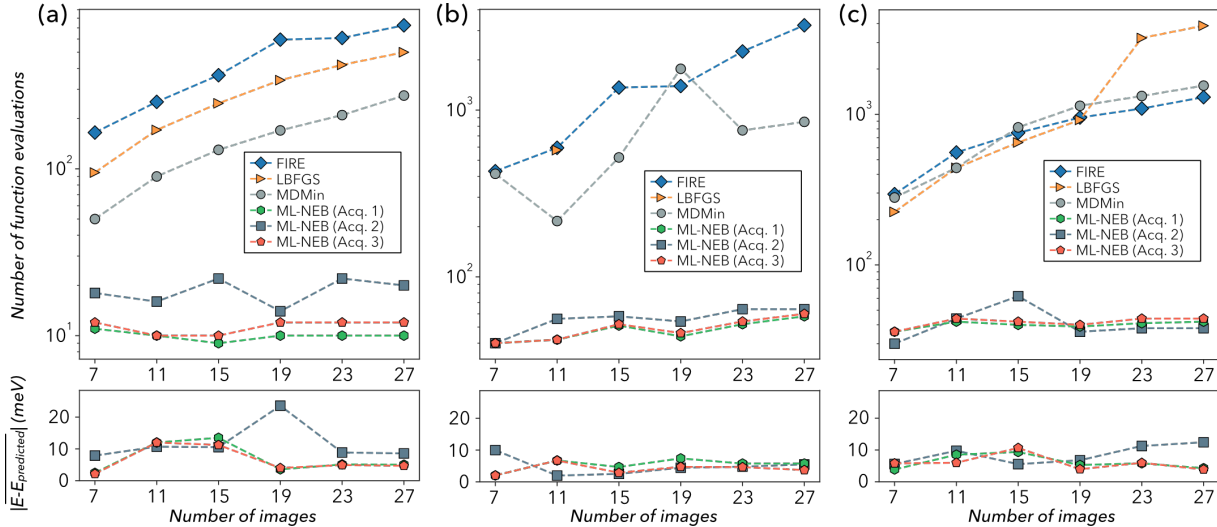 (a)
(b)
(c)
Number of function evaluations
10²
10¹
FIRE
LBFGS
MDMin
ML-NEB (Acq. 1)
ML-NEB (Acq. 2)
ML-NEB (Acq. 3)
7 11 15 19 23 27
10³
10²
FIRE
LBFGS
MDMin
ML-NEB (Acq. 1)
ML-NEB (Acq. 2)
ML-NEB (Acq. 3)
7 11 15 19 23 27
10³
10²
FIRE
LBFGS
MDMin
ML-NEB (Acq. 1)
ML-NEB (Acq. 2)
ML-NEB (Acq. 3)
7 11 15 19 23 27
|E-E_predicted| (meV)
20
10
0
7 11 15 19 23 27
Number of images
20
10
0
7 11 15 19 23 27
Number of images
20
10
0
7 11 15 19 23 27
Number of images